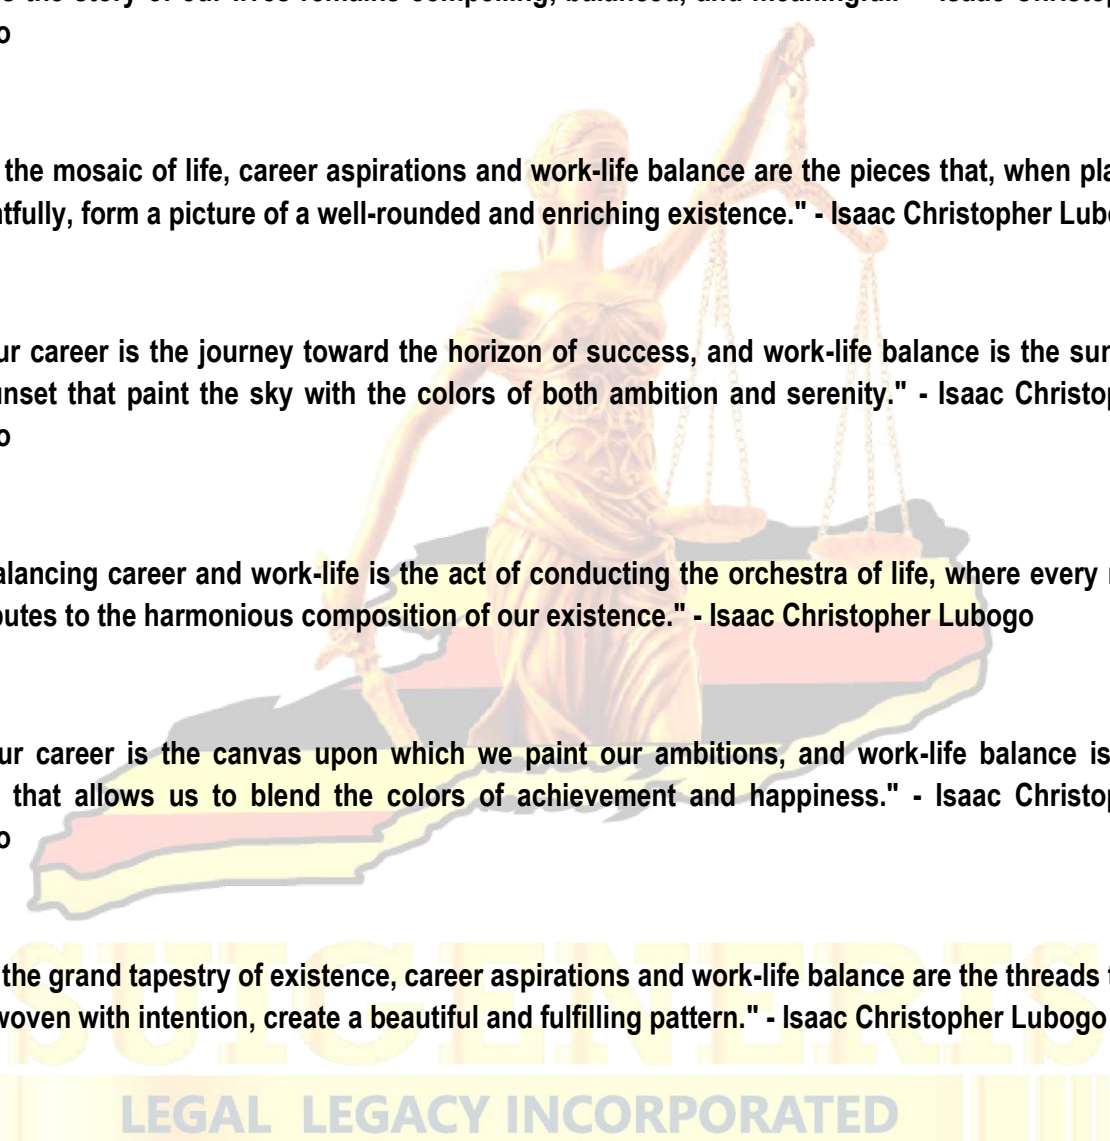 the story of our lives remains compelling, balanced, and meaningful." - Isaac
o
the mosaic of life, career aspirations and work-life balance are the pieces that, when pla
tfully, form a picture of a well-rounded and enriching existence." - Isaac Christopher Lub
ur career is the journey toward the horizon of success, and work-life balance is the sun
unset that paint the sky with the colors of both ambition and serenity." - Isaac Christop
o
alancing career and work-life is the act of conducting the orchestra of life, where every
butes to the harmonious composition of our existence." - Isaac Christopher Lubogo
ur career is the canvas upon which we paint our ambitions, and work-life balance is
that allows us to blend the colors of achievement and happiness." - Isaac Christop
o
the grand tapestry of existence, career aspirations and work-life balance are the threads t
woven with intention, create a beautiful and fulfilling pattern." - Isaac Christopher Lubogo
SUIGENERIS
LEGAL LEGACY INCORPORATED